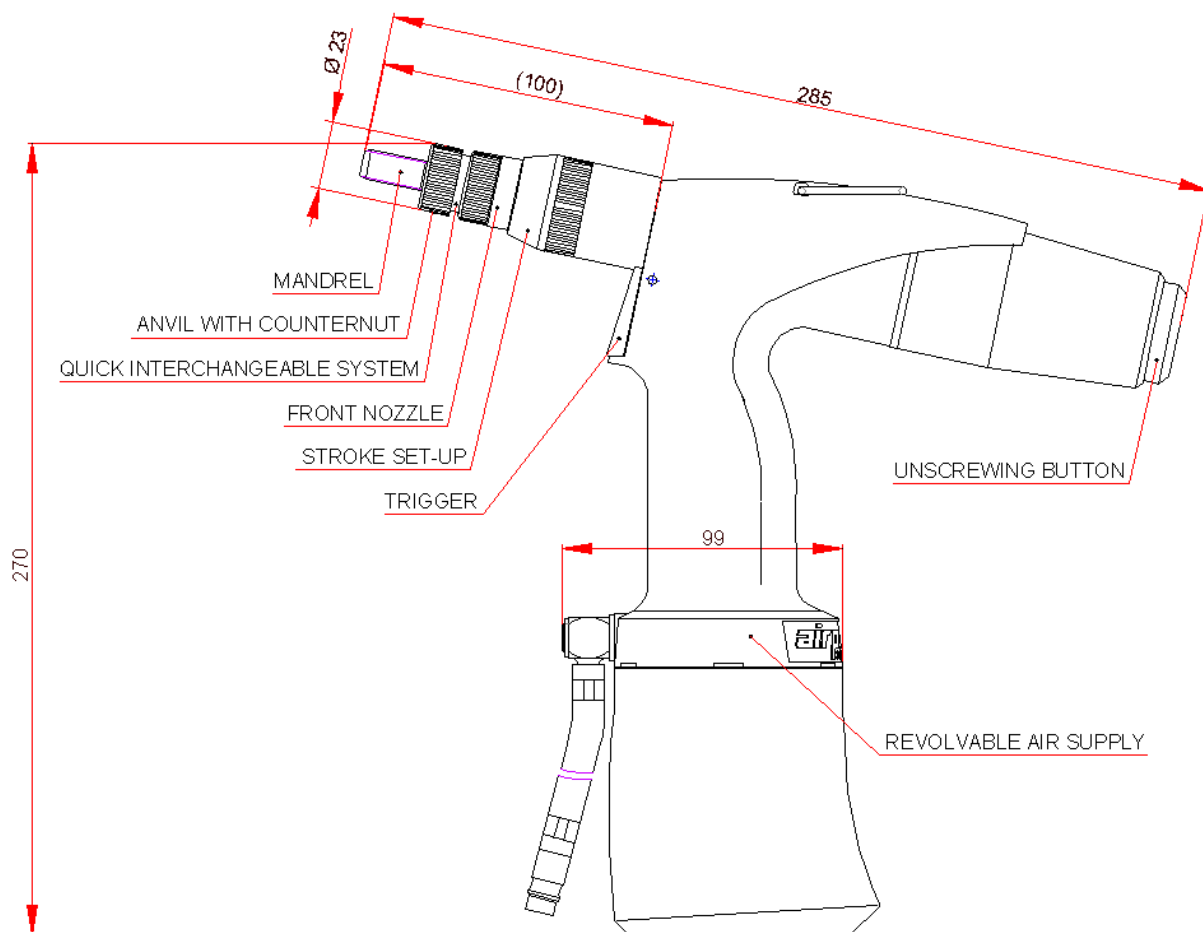 Ø 23
(100)
285
MANDREL
ANVIL WITH COUNTERNUT
QUICK INTERCHANGEABLE SYSTEM
FRONT NOZZLE
STROKE SET-UP
TRIGGER
UNSCREWING BUTTON
99
270
air
REVOLVABLE AIR SUPPLY